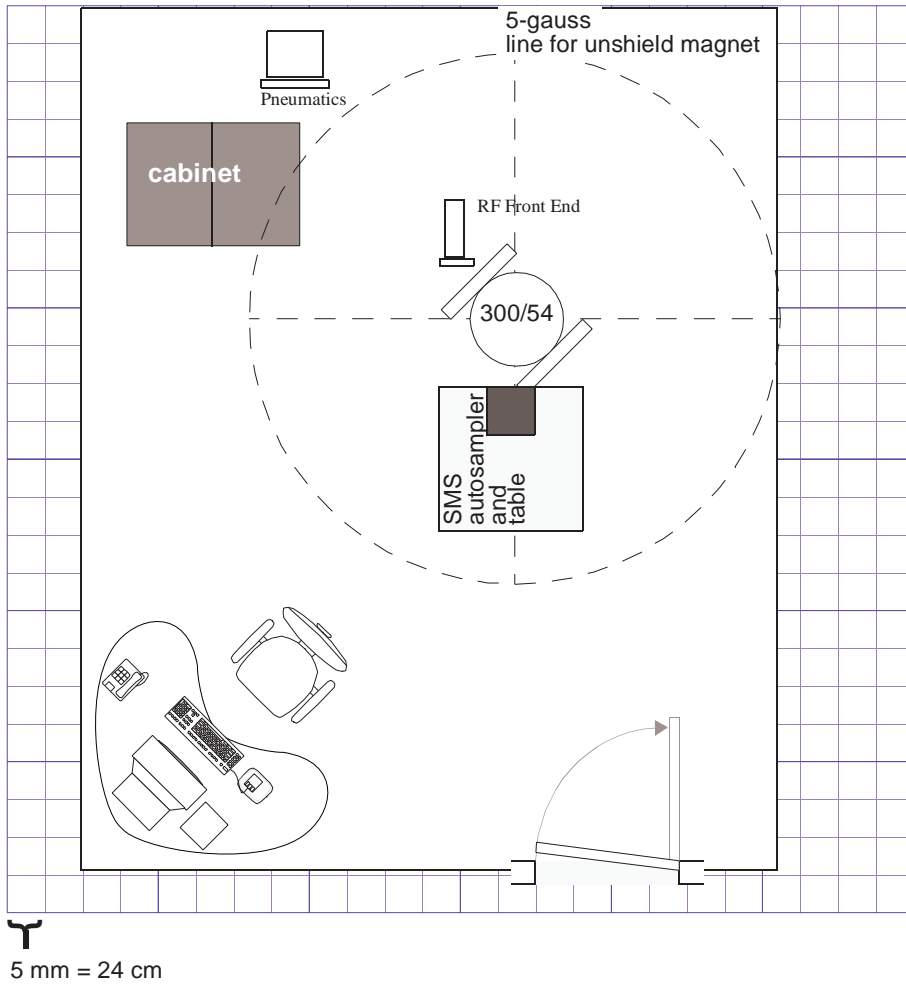 5-gauss
line for unshield magnet
Pneumatics
cabinet
RF Front End
300/54
SMS
autosampler
and
table
5 mm = 24 cm